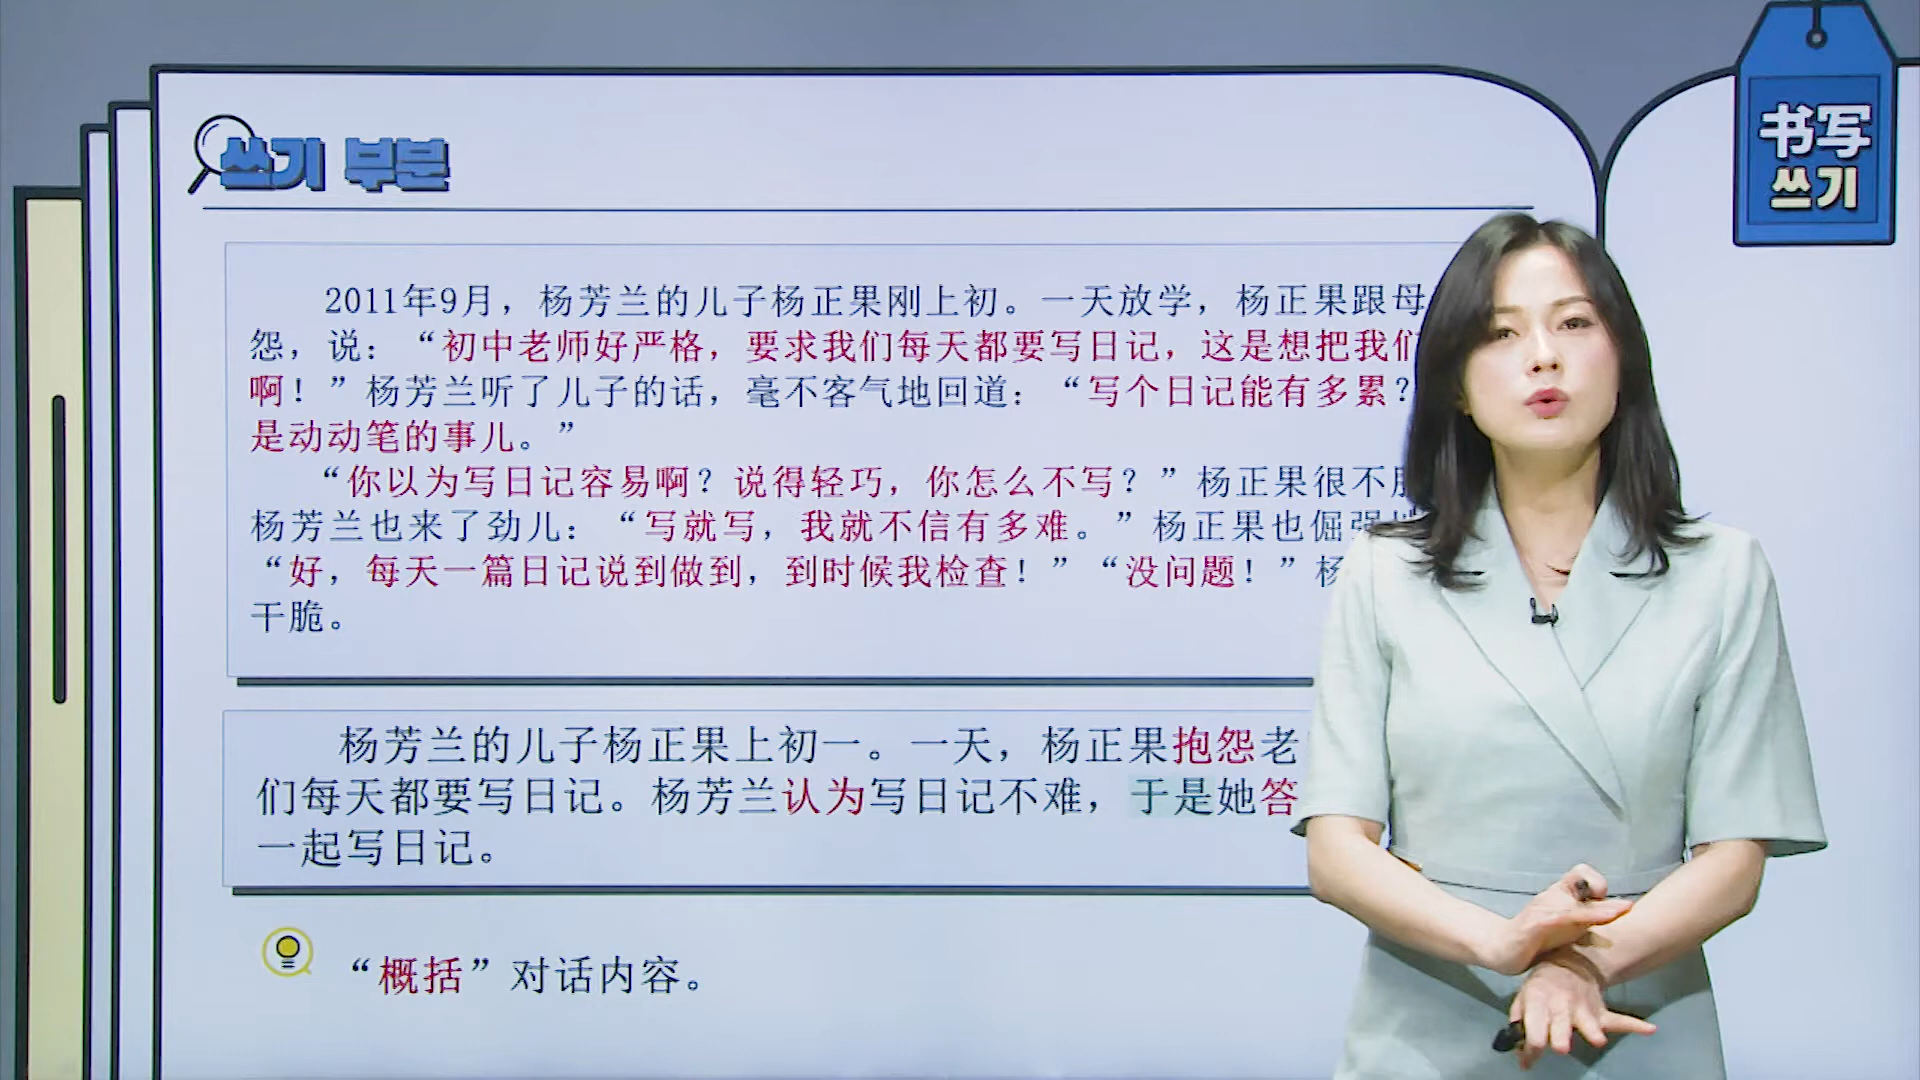 书写
쓰기
쓰기 부분
2011年9月，杨芳兰的儿子杨正果刚上初。一天放学，杨正果跟母
怨，说：“初中老师好严格，要求我们每天都要写日记，这是想把我们
啊！”杨芳兰听了儿子的话，毫不客气地回道：“写个日记能有多累？
是动动笔的事儿。”
“你以为写日记容易啊？说得轻巧，你怎么不写？”杨正果很不
杨芳兰也来了劲儿：“写就写，我就不信有多难。”杨正果也倔强
“好，每天一篇日记说到做到，到时候我检查！”“没问题！”杨
干脆。
杨芳兰的儿子杨正果上初一。一天，杨正果抱怨老
们每天都要写日记。杨芳兰认为写日记不难，于是她答
一起写日记。
“概括”对话内容。